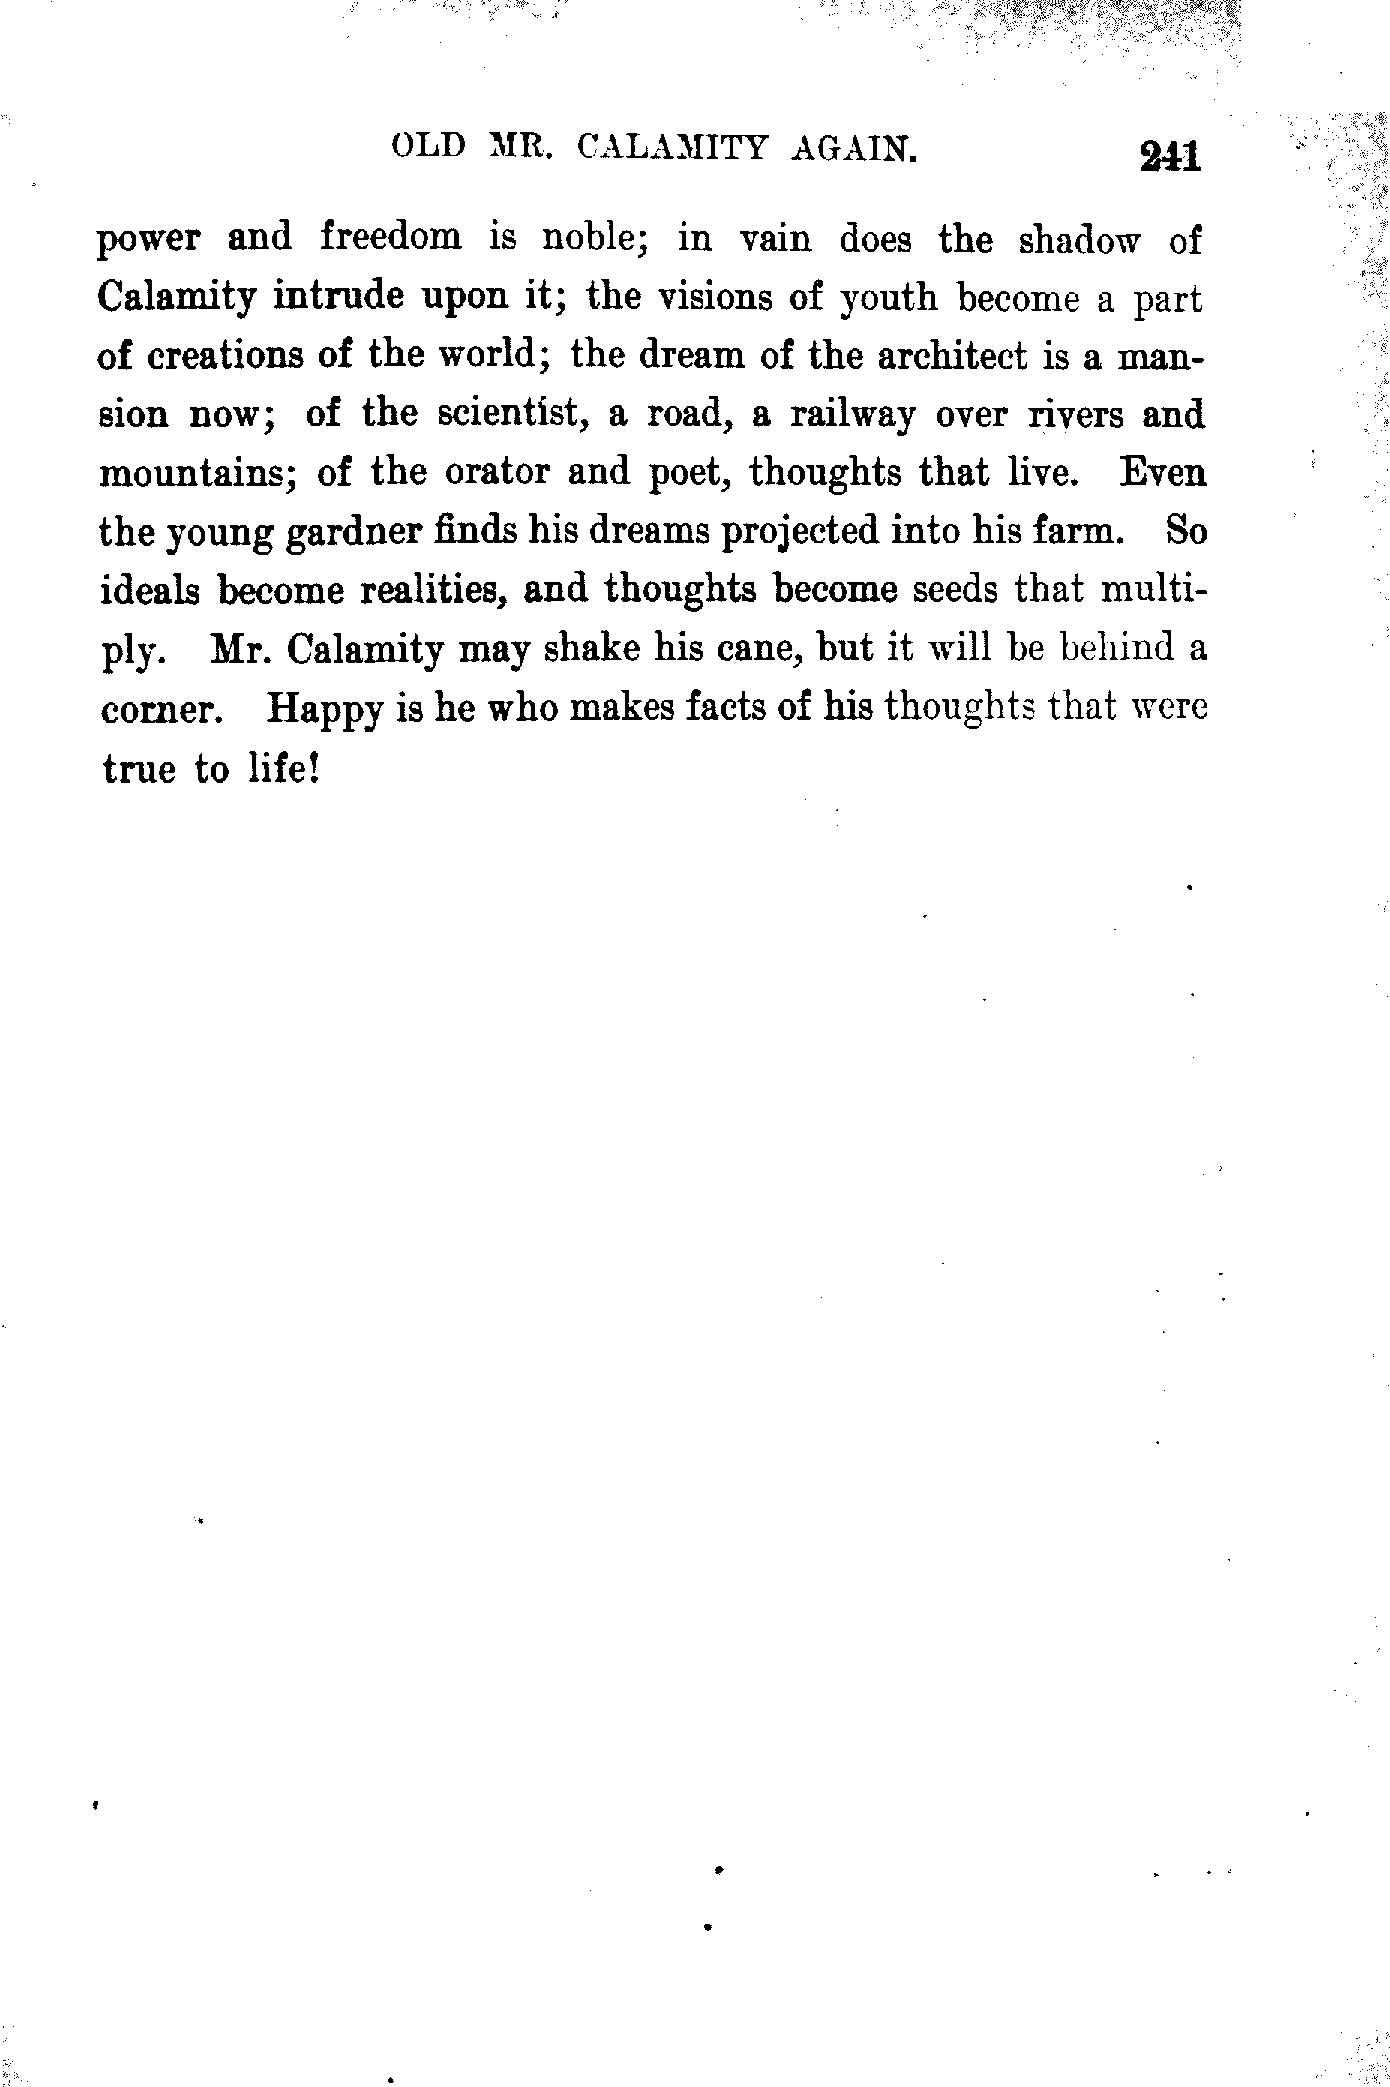 OLD MR. CALAMITY AGAIN. 241
power and freedom is noble; in vain does the shadow of
Calamity intrude upon it; the visions of youth become a part
of creations of the world; the dream of the architect is a man-
sion now; of the scientist, a road, a railway over rivers and
mountains; of the orator and poet, thoughts that live. Even
the young gardner finds his dreams projected into his farm. So
ideals become realities, and thoughts become seeds that multi-
ply. Mr. Calamity may shake his cane, but it will be behind a
corner. Happy is he who makes facts of his thoughts that were
true to life!